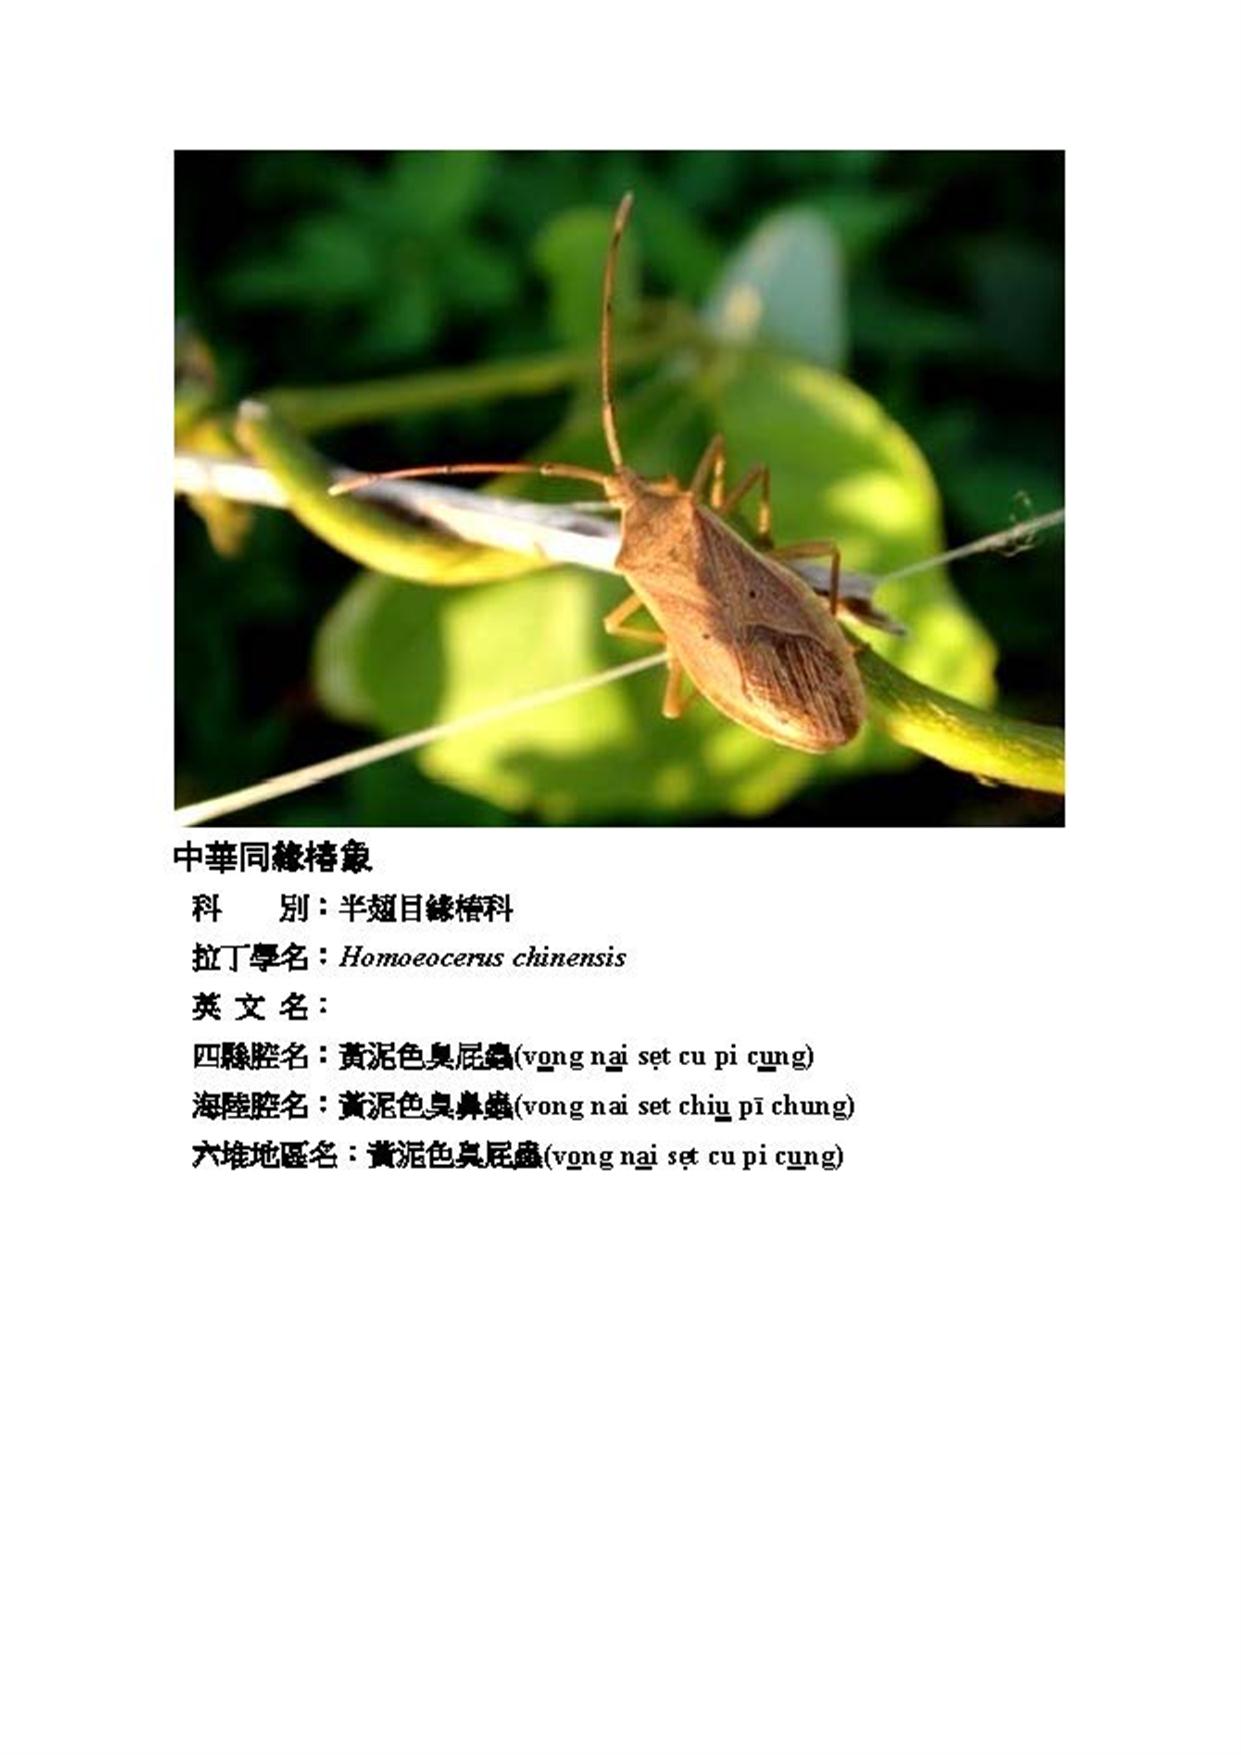 中華同緣椿象
科　　別：半翅目緣椿科
拉丁學名：Homoeocerus chinensis
英 文 名：
四縣腔名：黃泥色臭屁蟲(vo̲ng na̲i sẹt cu pi cu̲ng)
海陸腔名：黃泥色臭鼻蟲(vong nai set chiu̲ pī chung)
六堆地區名：黃泥色臭屁蟲(vo̲ng na̲i sẹt cu pi cu̲ng)